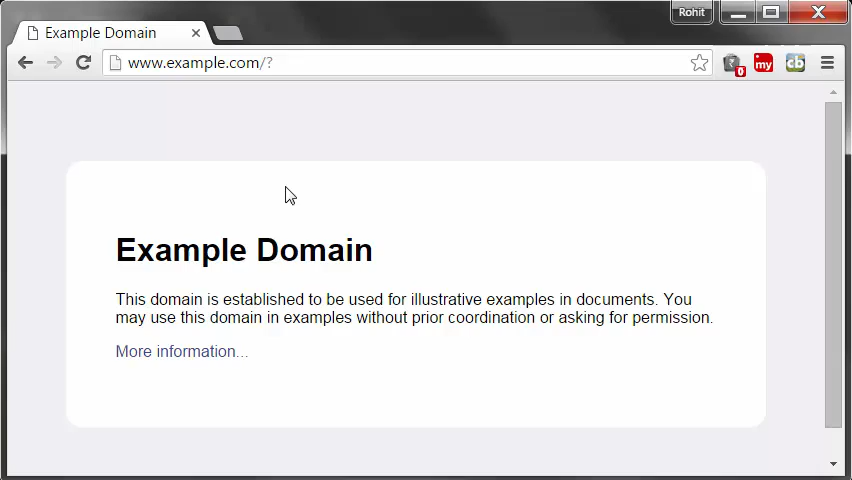 Rohit
Example Domain
www.example.com/?
0
my
cb
Example Domain
This domain is established to be used for illustrative examples in documents. You
may use this domain in examples without prior coordination or asking for permission.
More information...